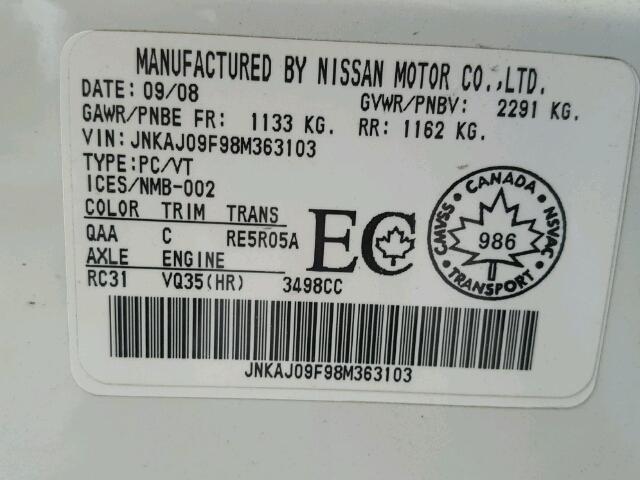 MANUFACTURED BY NISSAN MOTOR CO.,LTD.
DATE: 09/08 GVWR/PNBV: 2291 KG.
GAWR/PNBE FR: 1133 KG. RR: 1162 KG.
VIN: JNKAJ09F98M363103
TYPE: PC/VT
ICES/NMB-002
COLOR TRIM TRANS
QAA C RE5R05A
AXLE ENGINE
RC31 VQ35(HR) 3498CC
EC
CANADA
CMVSS NSVAC
986
TRANSPORT
JNKAJ09F98M363103